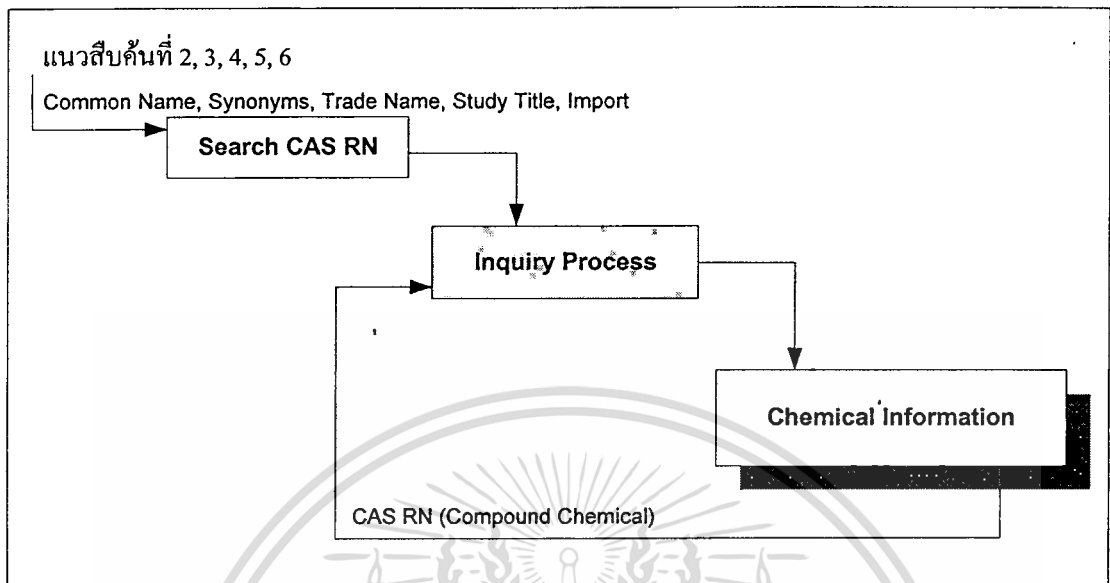 แนวสืบค้นที่ 2, 3, 4, 5, 6
Common Name, Synonyms, Trade Name, Study Title, Import
Search CAS RN
Inquiry Process
Chemical Information
CAS RN (Compound Chemical)